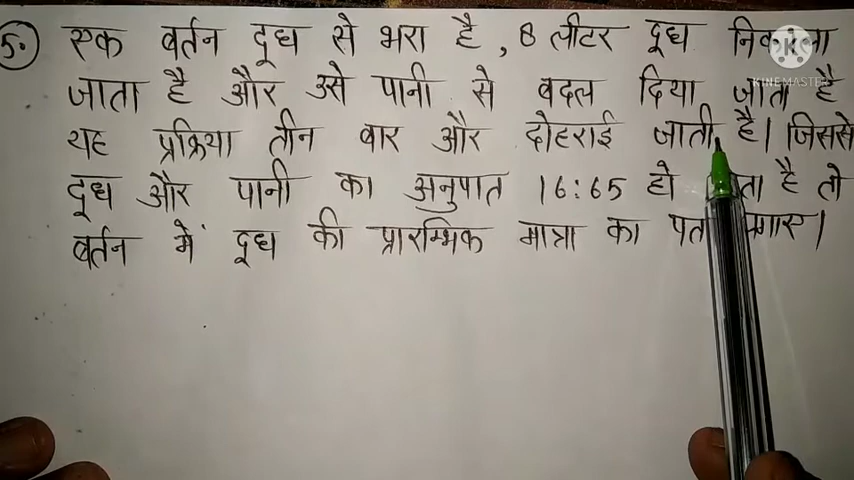 5. एक बर्तन दूध से भरा है, 8 लीटर दूध निकाला
जाता है और उसे पानी से बदल दिया जाता है
यह प्रक्रिया तीन बार और दोहराई जाती है। जिससे
दूध और पानी का अनुपात 16:65 हो है तो
बर्तन में दूध की प्रारम्भिक मात्रा का
K
KINEMASTER